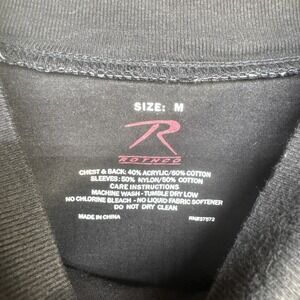 SIZE: M
R
ROTHCO
CHEST & BACK: 40% ACRYLIC/60% COTTON
SLEEVES: 50% NYLON/50% COTTON
CARE INSTRUCTIONS
MACHINE WASH - TUMBLE DRY LOW
NO CHLORINE BLEACH - NO LIQUID FABRIC SOFTENER
DO NOT DRY CLEAN
MADE IN CHINA